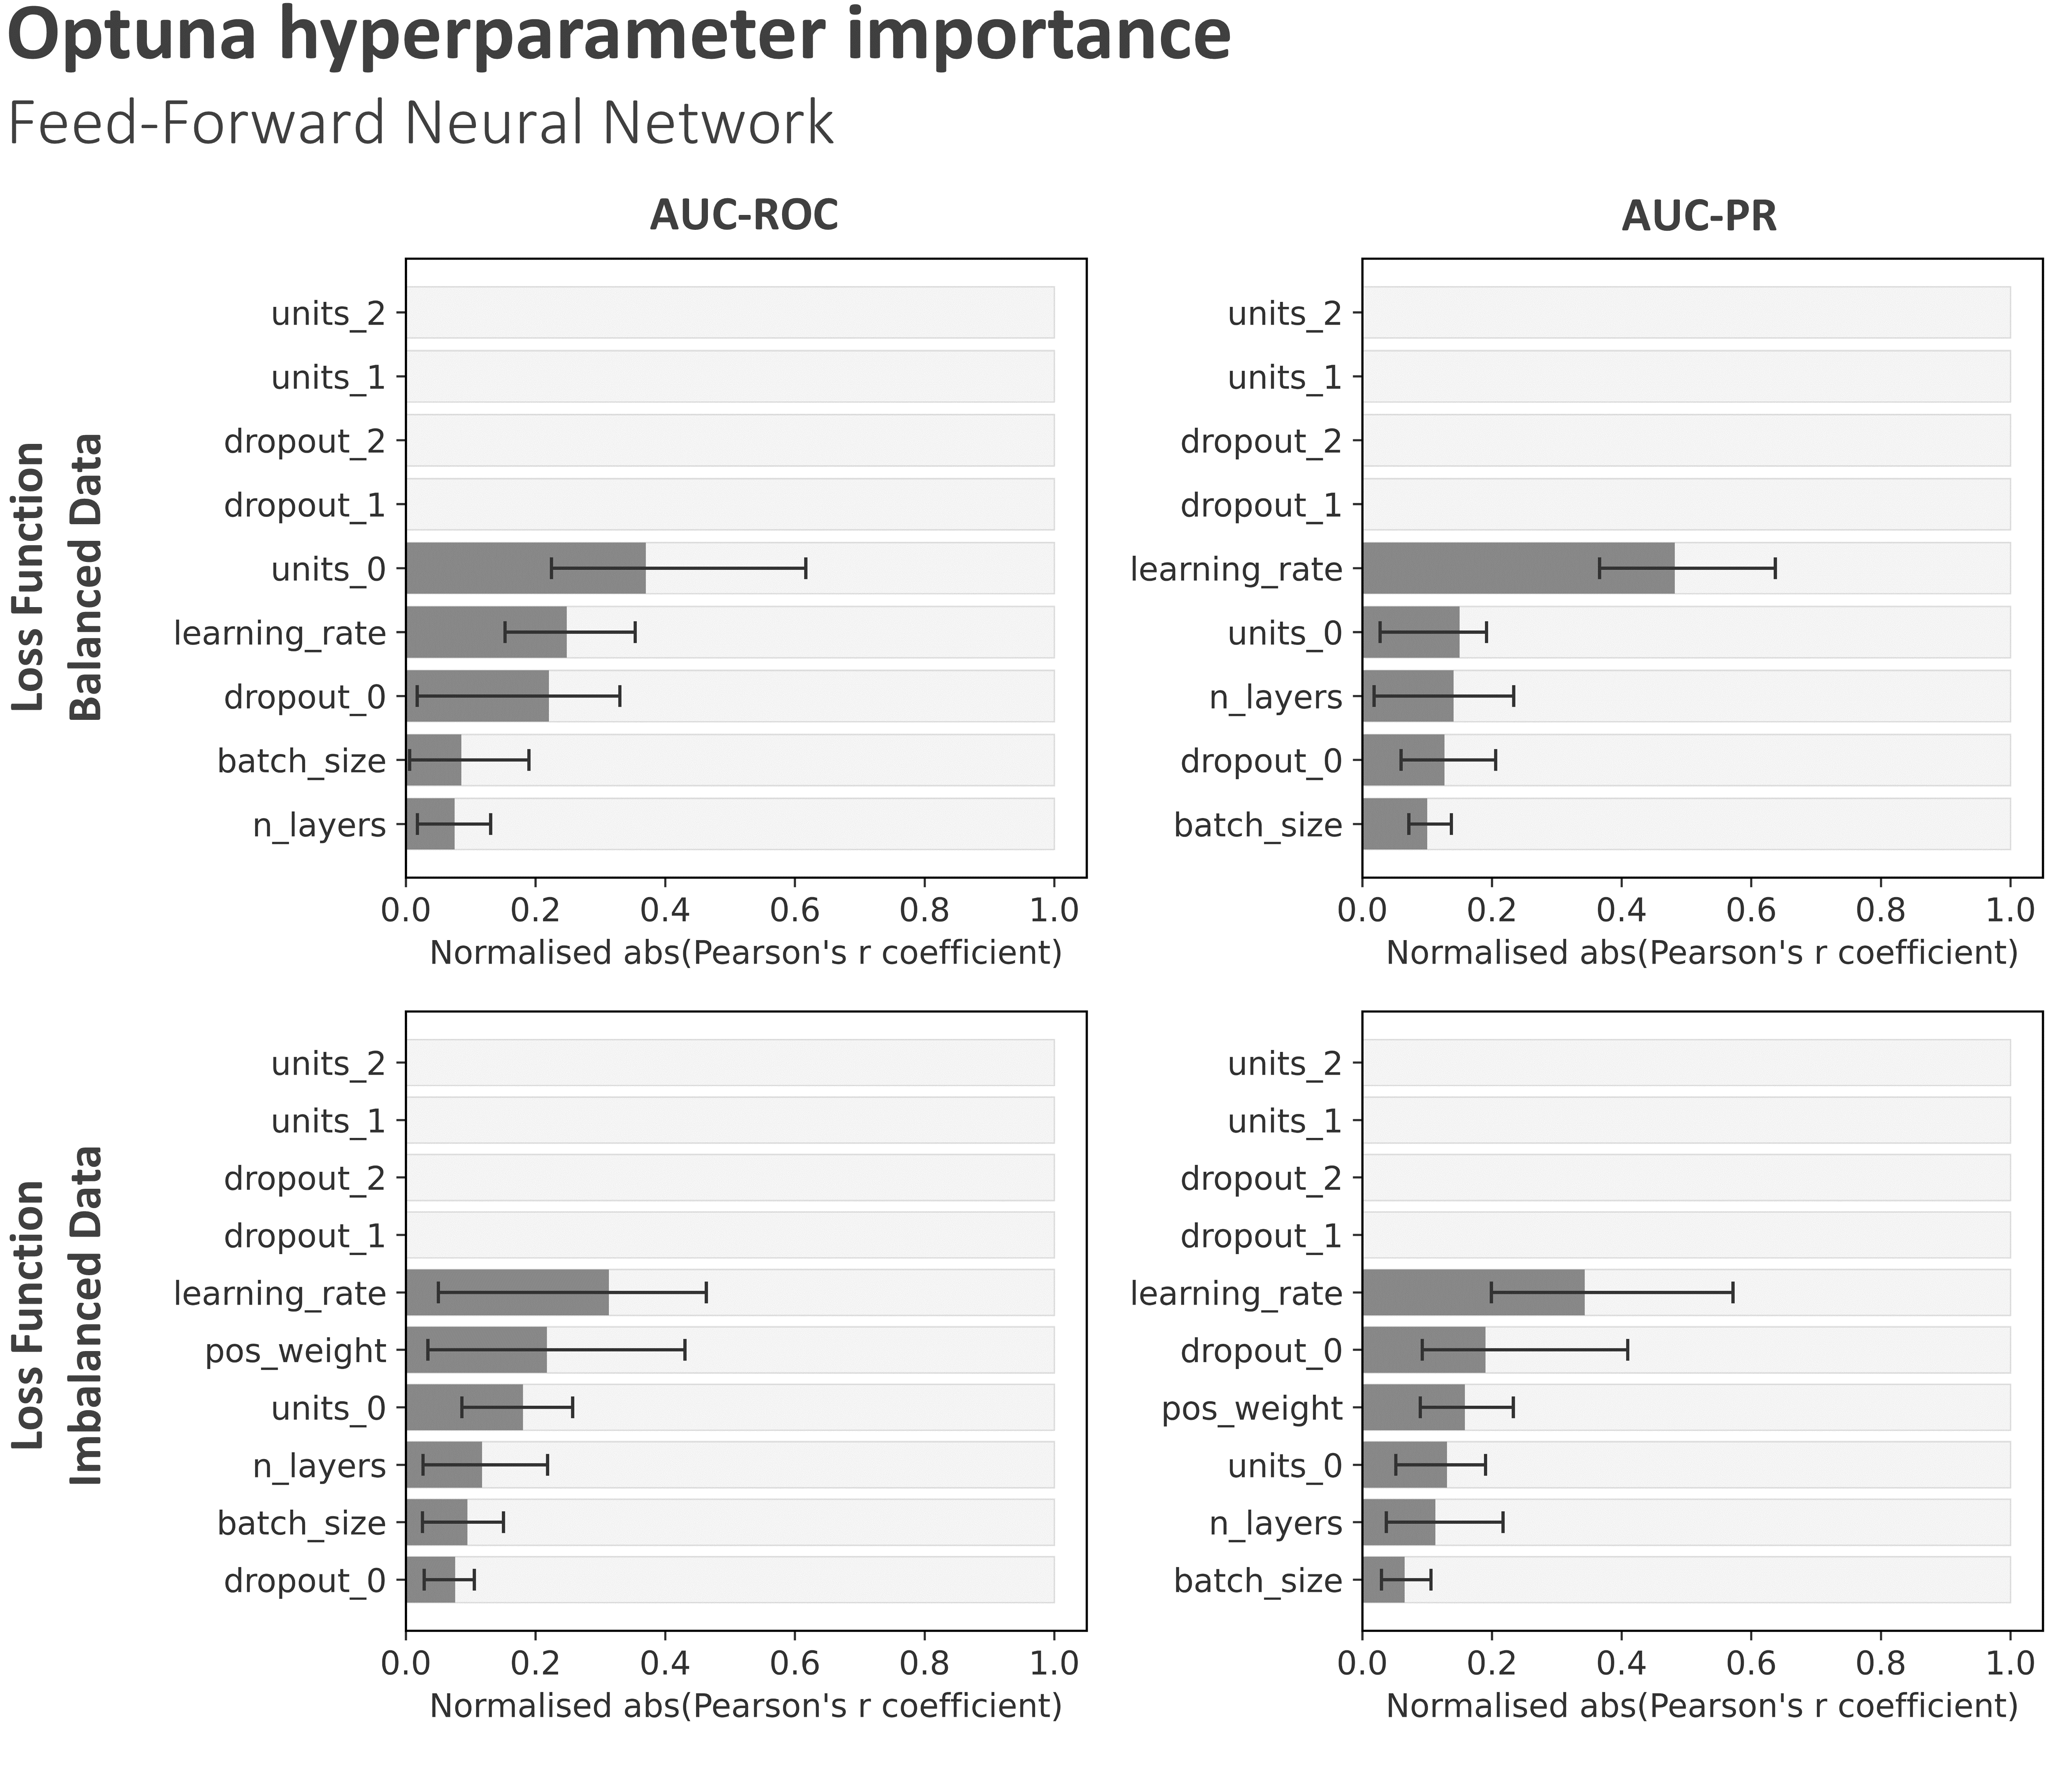 Optuna hyperparameter importance
Feed-Forward Neural Network
AUC-ROC
AUC-PR
Loss Function
Balanced Data
units_2
units_1
dropout_2
dropout_1
units_0
learning_rate
dropout_0
batch_size
n_layers
0.0 0.2 0.4 0.6 0.8 1.0
Normalised abs(Pearson's r coefficient)
units_2
units_1
dropout_2
dropout_1
learning_rate
units_0
n_layers
dropout_0
batch_size
0.0 0.2 0.4 0.6 0.8 1.0
Normalised abs(Pearson's r coefficient)
Loss Function
Imbalanced Data
units_2
units_1
dropout_2
dropout_1
learning_rate
pos_weight
units_0
n_layers
batch_size
dropout_0
0.0 0.2 0.4 0.6 0.8 1.0
Normalised abs(Pearson's r coefficient)
units_2
units_1
dropout_2
dropout_1
learning_rate
dropout_0
pos_weight
units_0
n_layers
batch_size
0.0 0.2 0.4 0.6 0.8 1.0
Normalised abs(Pearson's r coefficient)